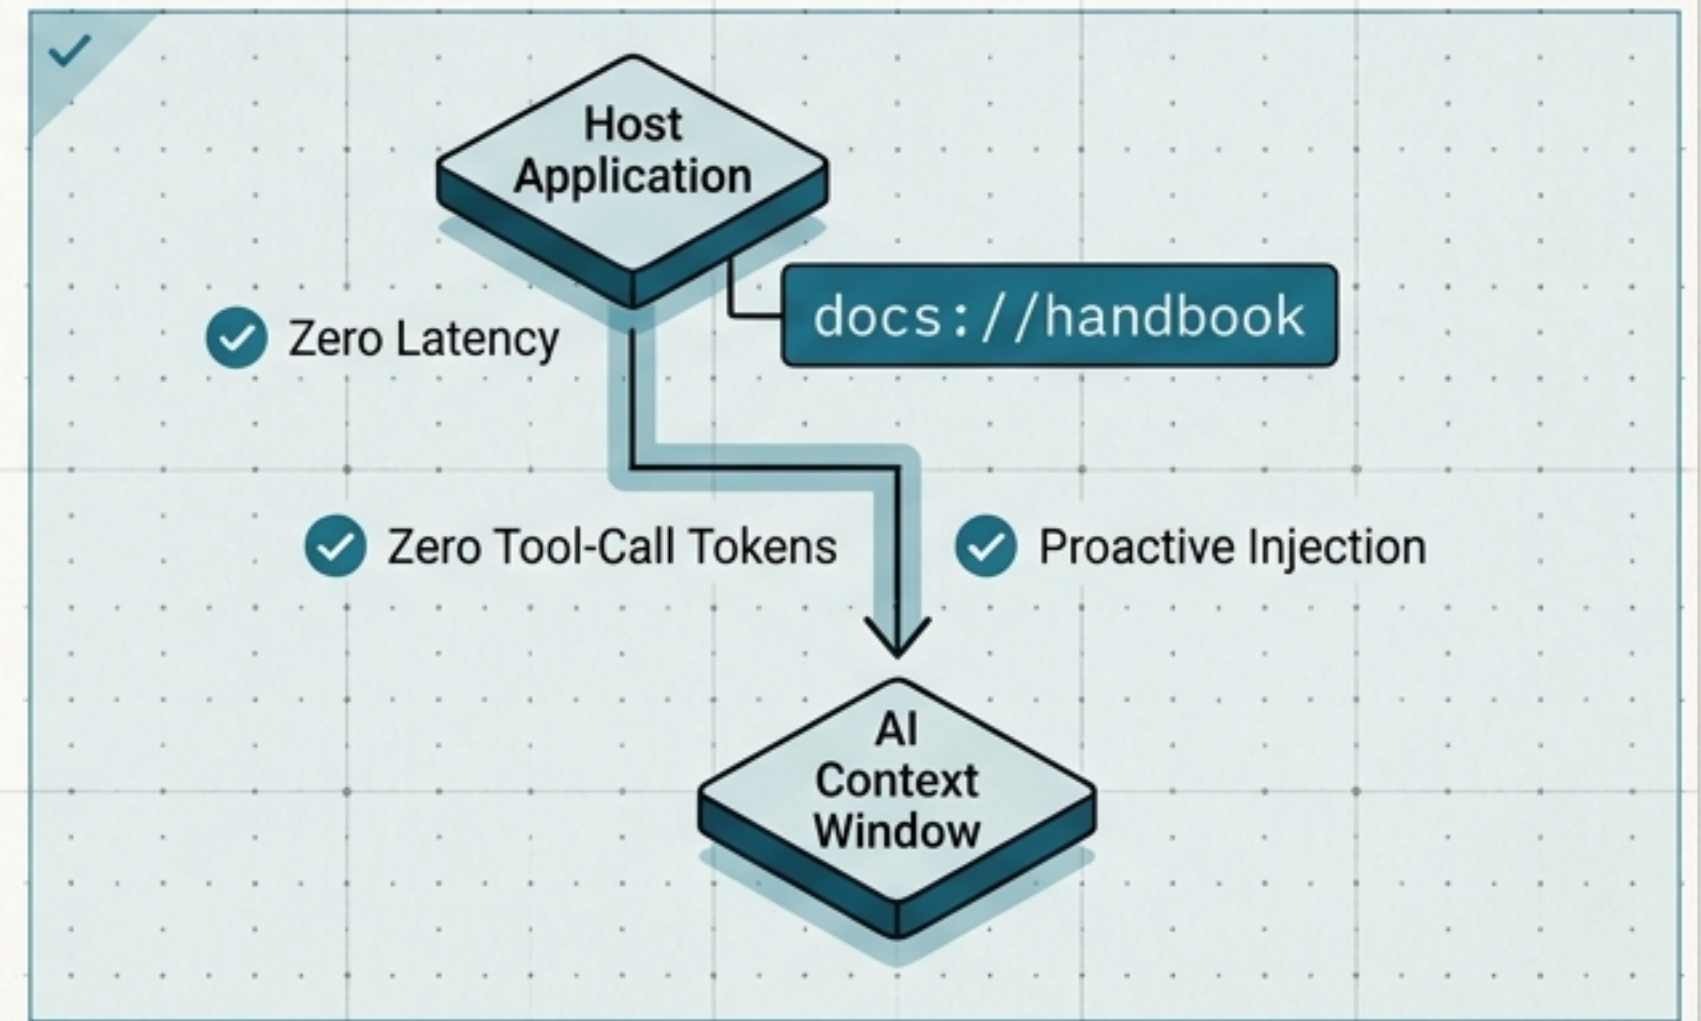 Host
Application
docs://handbook
Zero Latency
Zero Tool-Call Tokens
Proactive Injection
AI
Context
Window